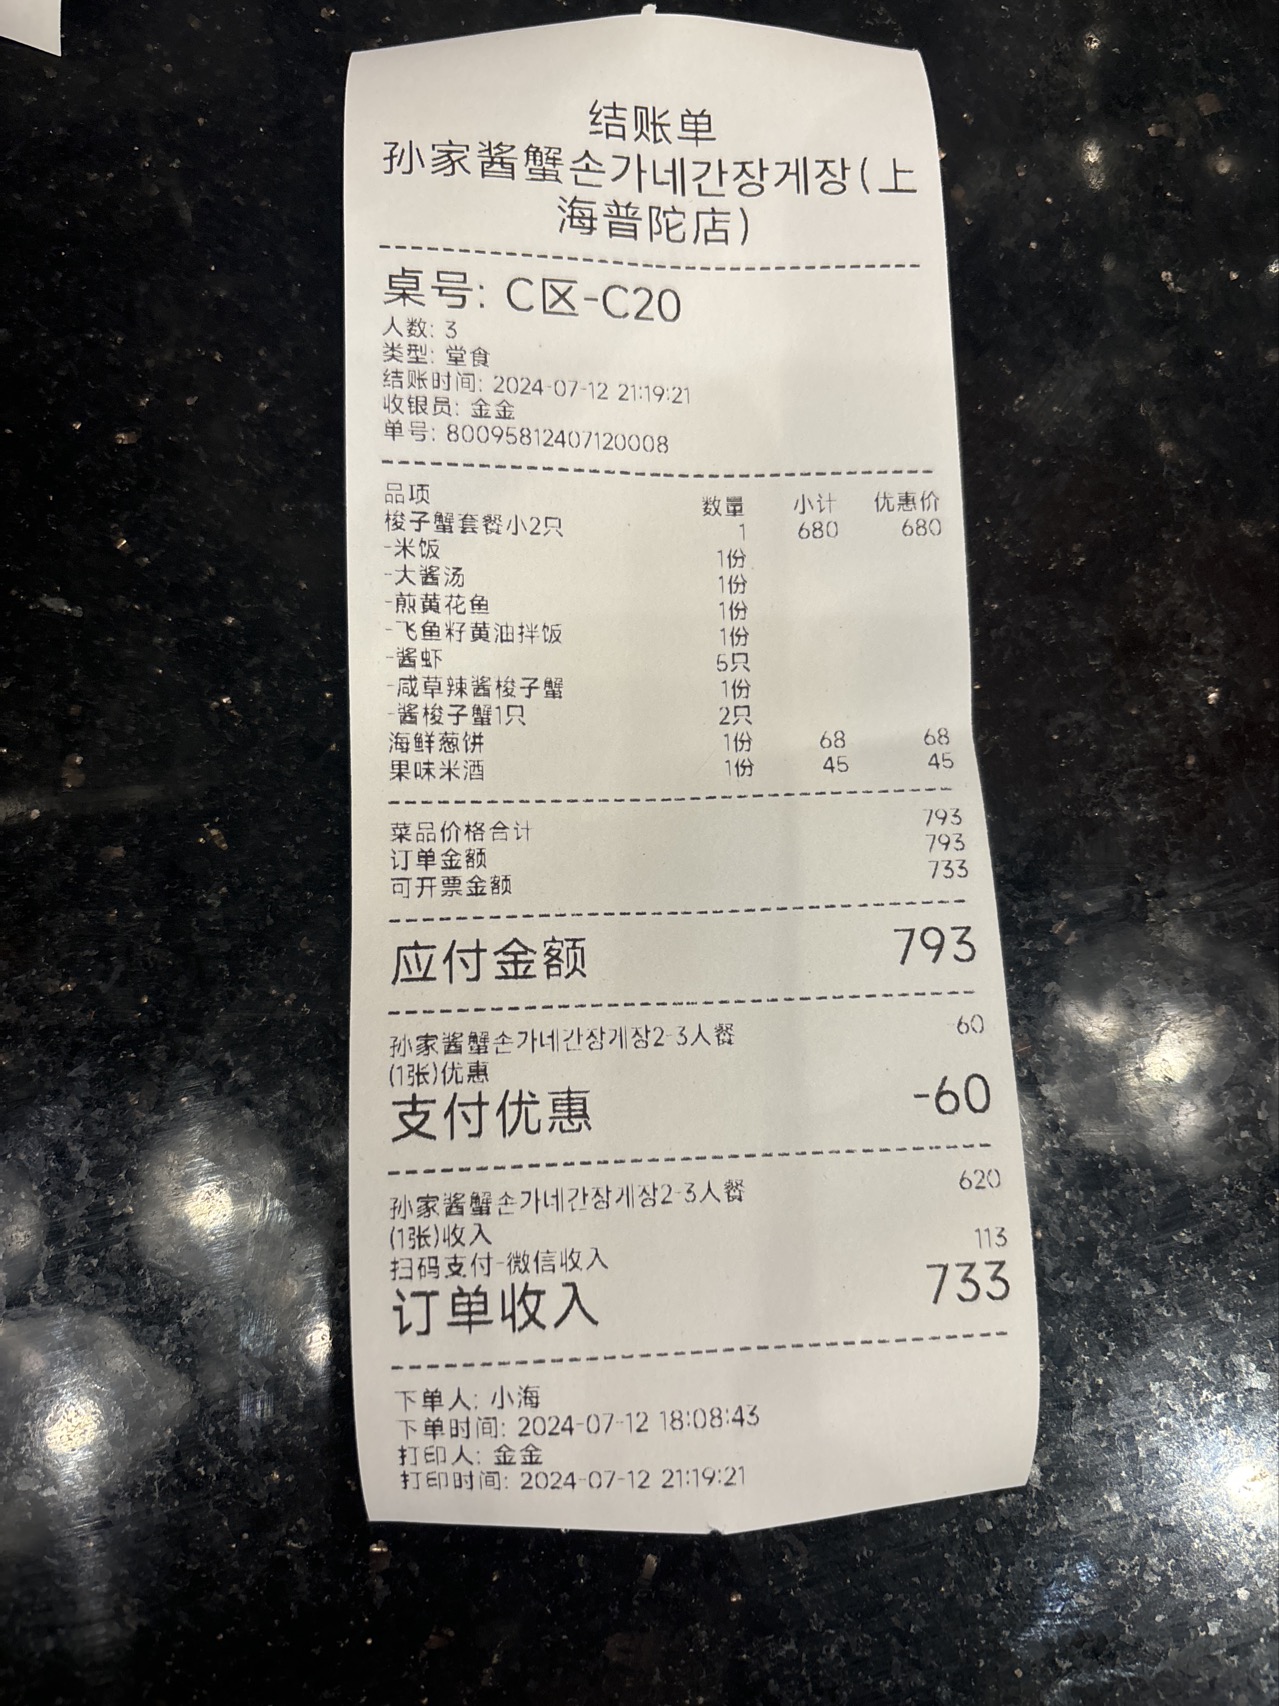 结账单
孙家酱蟹손가네간장게장(上
海普陀店)
桌号: C区-C20
人数: 3
类型: 堂食
结账时间: 2024-07-12 21:19:21
收银员: 金金
单号: 80095812407120008
品项 数量 小计 优惠价
梭子蟹套餐小2只 1 680 680
-米饭 1份
-大酱汤 1份
-煎黄花鱼 1份
-飞鱼籽黄油拌饭 1份
-酱虾 5只
-咸草辣酱梭子蟹 1份
-酱梭子蟹1只 2只
海鲜葱饼 1份 68 68
果味米酒 1份 45 45
菜品价格合计 793
订单金额 793
可开票金额 733
应付金额 793
孙家酱蟹손가네간장게장2-3人餐 -60
(1张)优惠
支付优惠 -60
孙家酱蟹손가네간장게장2-3人餐 620
(1张)收入
扫码支付-微信收入 113
订单收入 733
下单人: 小海
下单时间: 2024-07-12 18:08:43
打印人: 金金
打印时间: 2024-07-12 21:19:21